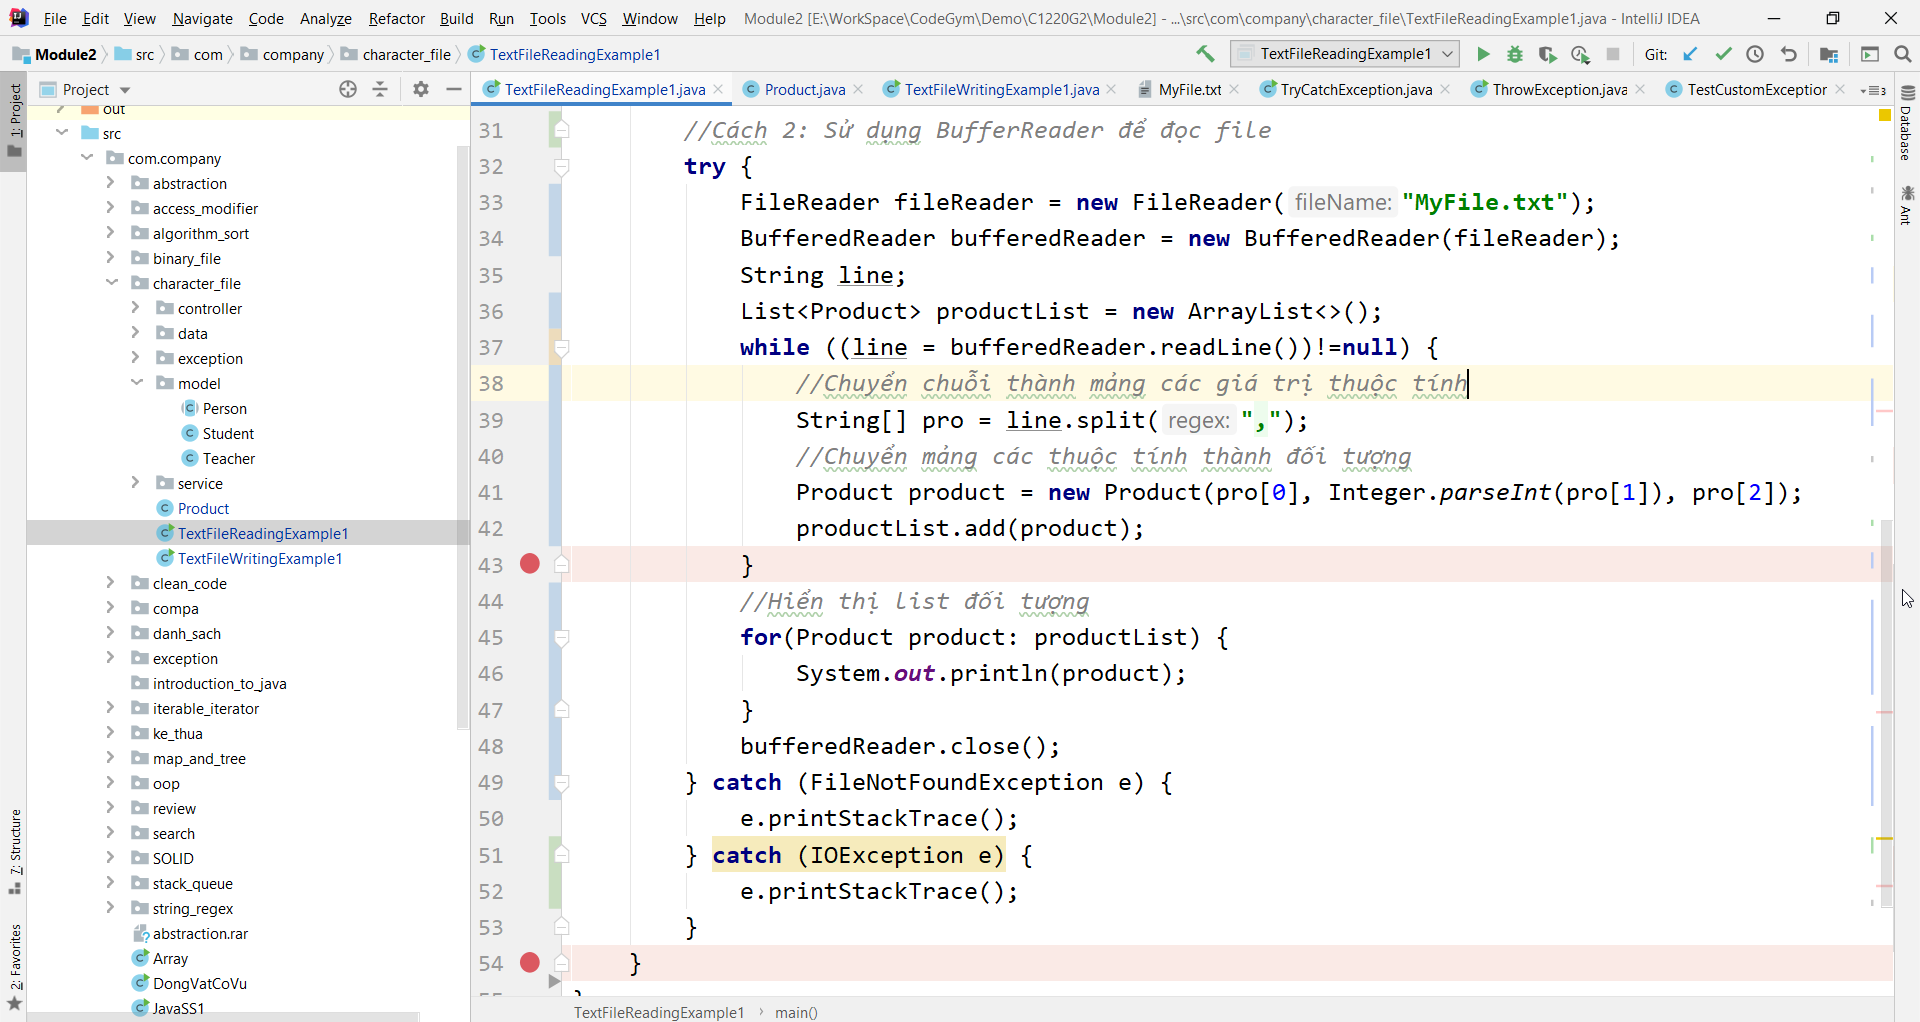 File Edit View Navigate Code Analyze Refactor Build Run Tools VCS Window Help Module2 [E:\WorkSpace\CodeGym\Demo\C1220G2\Module2] - ...\src\com\company\character_file\TextFileReadingExample1.java - IntelliJ IDEA
Module2 src com company character_file TextFileReadingExample1 TextFileReadingExample1 Git:
Project
TextFileReadingExample1.java Product.java TextFileWritingExample1.java MyFile.txt TryCatchException.java ThrowException.java TestCustomException 3
1: Project
7: Structure
2: Favorites
out
src
com.company
abstraction
access_modifier
algorithm_sort
binary_file
character_file
controller
data
exception
model
Person
Student
Teacher
service
Product
TextFileReadingExample1
TextFileWritingExample1
clean_code
compa
danh_sach
exception
introduction_to_java
iterable_iterator
ke_thua
map_and_tree
oop
review
search
SOLID
stack_queue
string_regex
abstraction.rar
Array
DongVatCoVu
JavaSS1
31 //Cách 2: Sử dụng BufferReader để đọc file
32 try {
33 FileReader fileReader = new FileReader( fileName: "MyFile.txt");
34 BufferedReader bufferedReader = new BufferedReader(fileReader);
35 String line;
36 List<Product> productList = new ArrayList<>();
37 while ((line = bufferedReader.readLine())!=null) {
38 //Chuyển chuỗi thành mảng các giá trị thuộc tính
39 String[] pro = line.split( regex: ",");
40 //Chuyển mảng các thuộc tính thành đối tượng
41 Product product = new Product(pro[0], Integer.parseInt(pro[1]), pro[2]);
42 productList.add(product);
43 }
44 //Hiển thị list đối tượng
45 for(Product product: productList) {
46 System.out.println(product);
47 }
48 bufferedReader.close();
49 } catch (FileNotFoundException e) {
50 e.printStackTrace();
51 } catch (IOException e) {
52 e.printStackTrace();
53 }
54 }
TextFileReadingExample1 › main()
Database
Ant